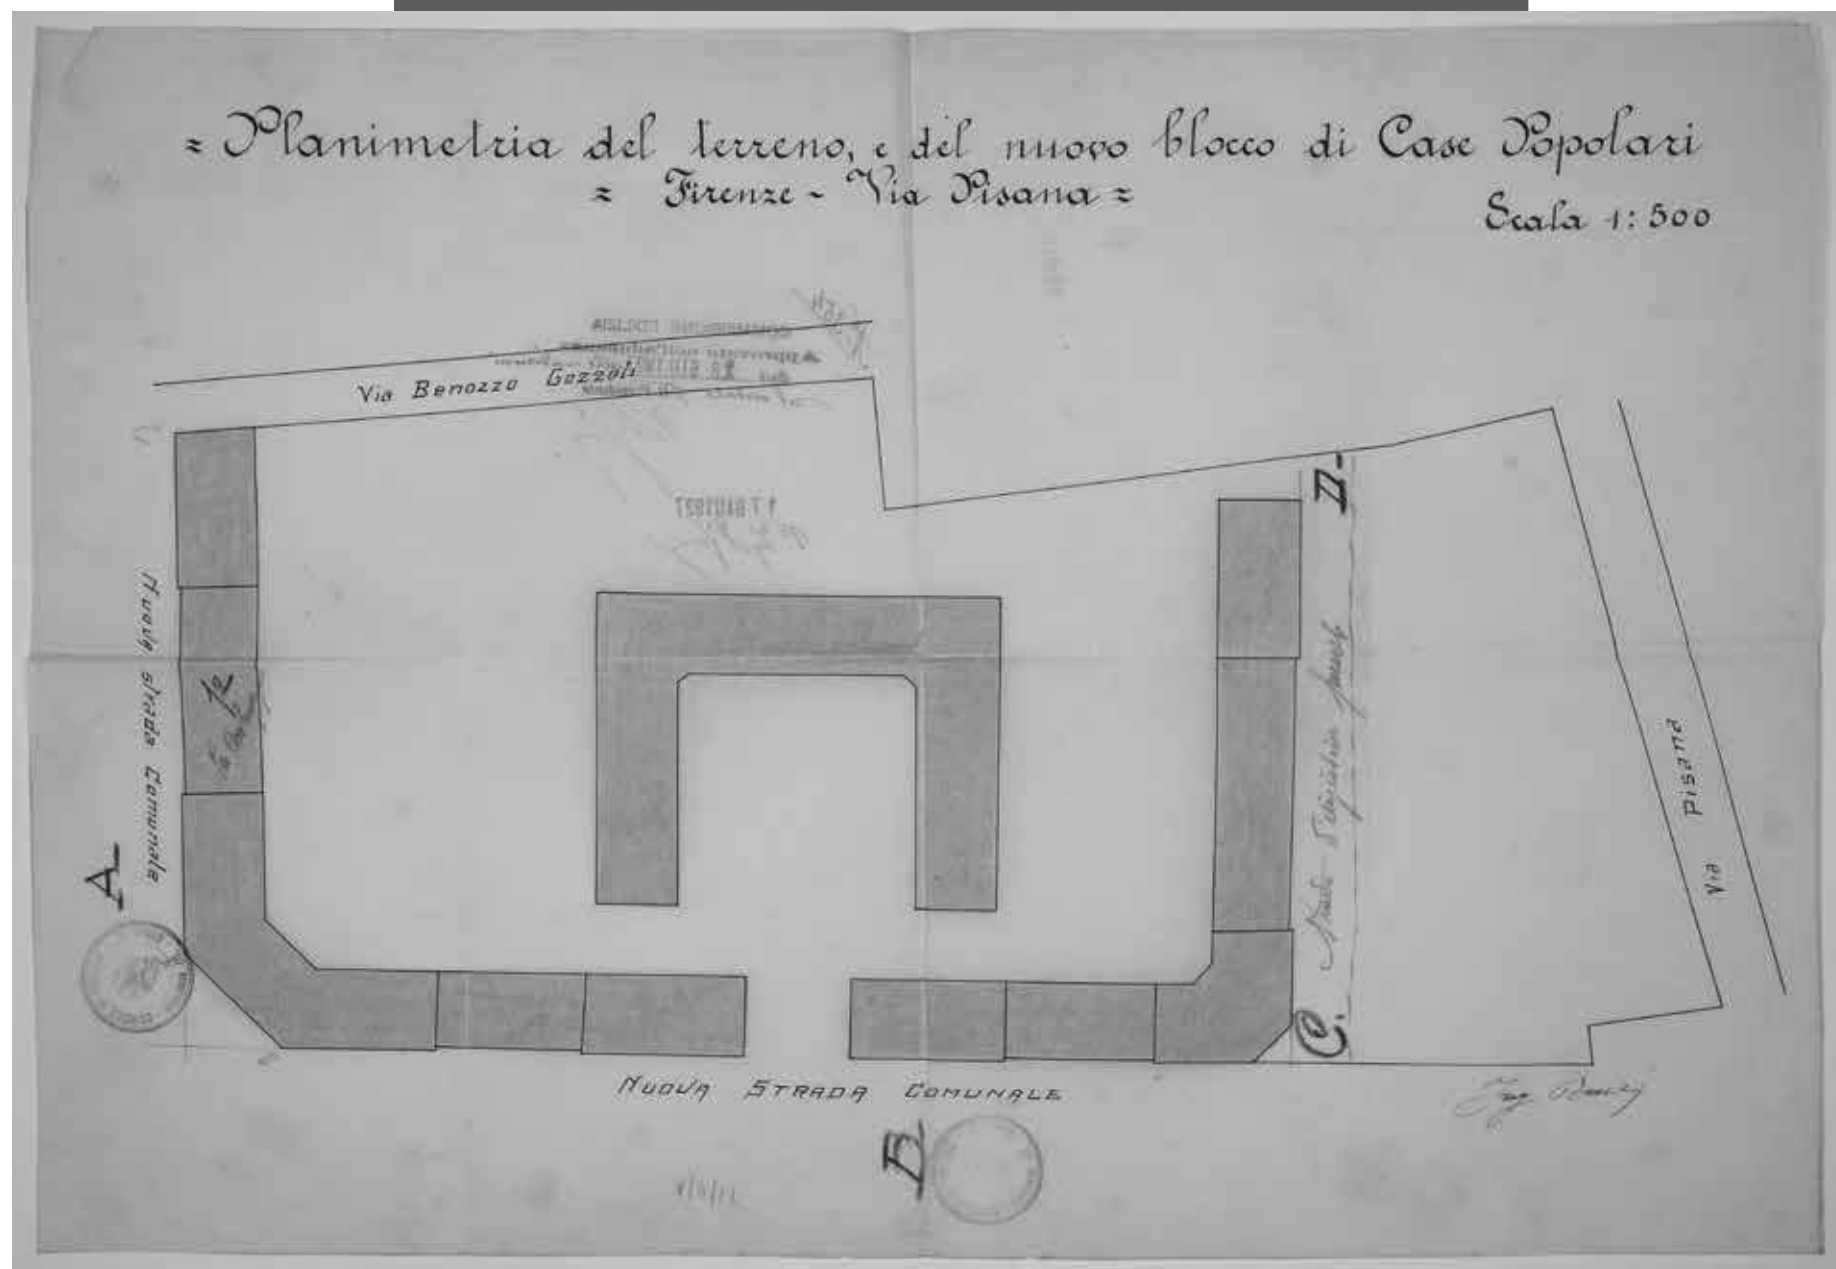 = Planimetria del terreno, e del nuovo blocco di Case Popolari
= Firenze - Via Pisana =
Scala 1:500
Via Benozzo Gozzoli
D
Nuova strada Comunale
Via Pisana
A
C.
NUOVA STRADA COMUNALE
Ing
B